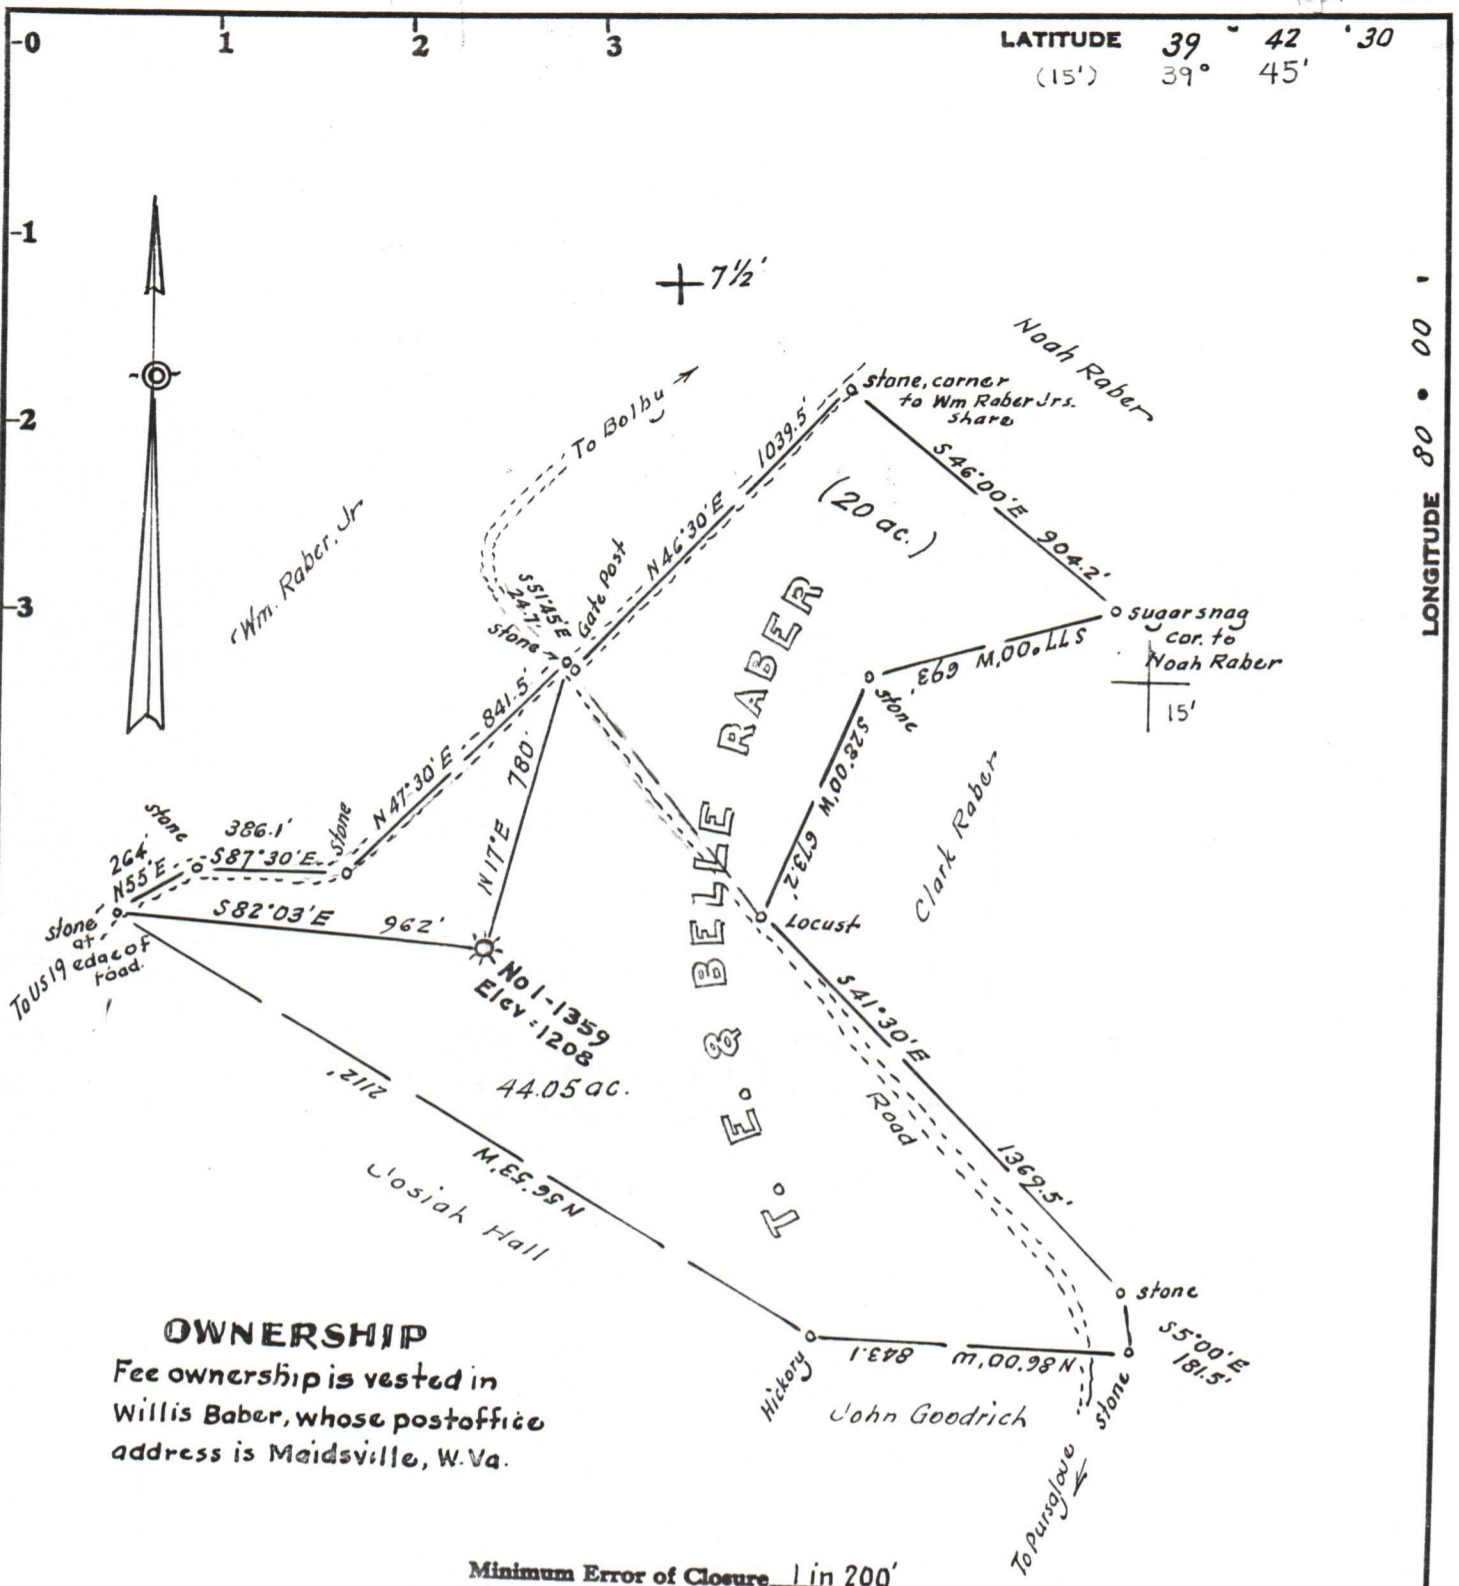 -0 1 2 3
LATITUDE 39° 42' 30
(15') 39° 45'
-1
-2
-3
LONGITUDE 80 • 00 '
7½'
Noah Raber
stone, corner
to Wm Raber Jrs.
share
To Bolby
1039.5'
N46°30'E
S46°00'E
904.2'
(20 ac.)
Wm. Raber, Jr
S51°45'E
24.7'
stone
Gate Post
sugar snag
cor. to
Noah Raber
15'
S77°00'W 693.'
stone
841.5'
N47°30'E
780'
N17°E
S28°00'W
673.2'
Clark Raber
stone
386.1'
stone
264'
N55°E
S87°30'E
S82°03'E 962'
stone
at
edge of
road.
To US 19
Locust
No 1-1359
Elev = 1208
44.05 ac.
T. E. & BELLE RABER
S41°30'E
1369.5'
Road
2112'
N56°53'W
Josiah Hall
stone
S5°00'E
181.5'
843.1
N86°00'W
Hickory
John Goodrich
stone
To Pursglove
OWNERSHIP
Fee ownership is vested in
Willis Baber, whose postoffice
address is Maidsville, W.Va.
Minimum Error of Closure 1 in 200'